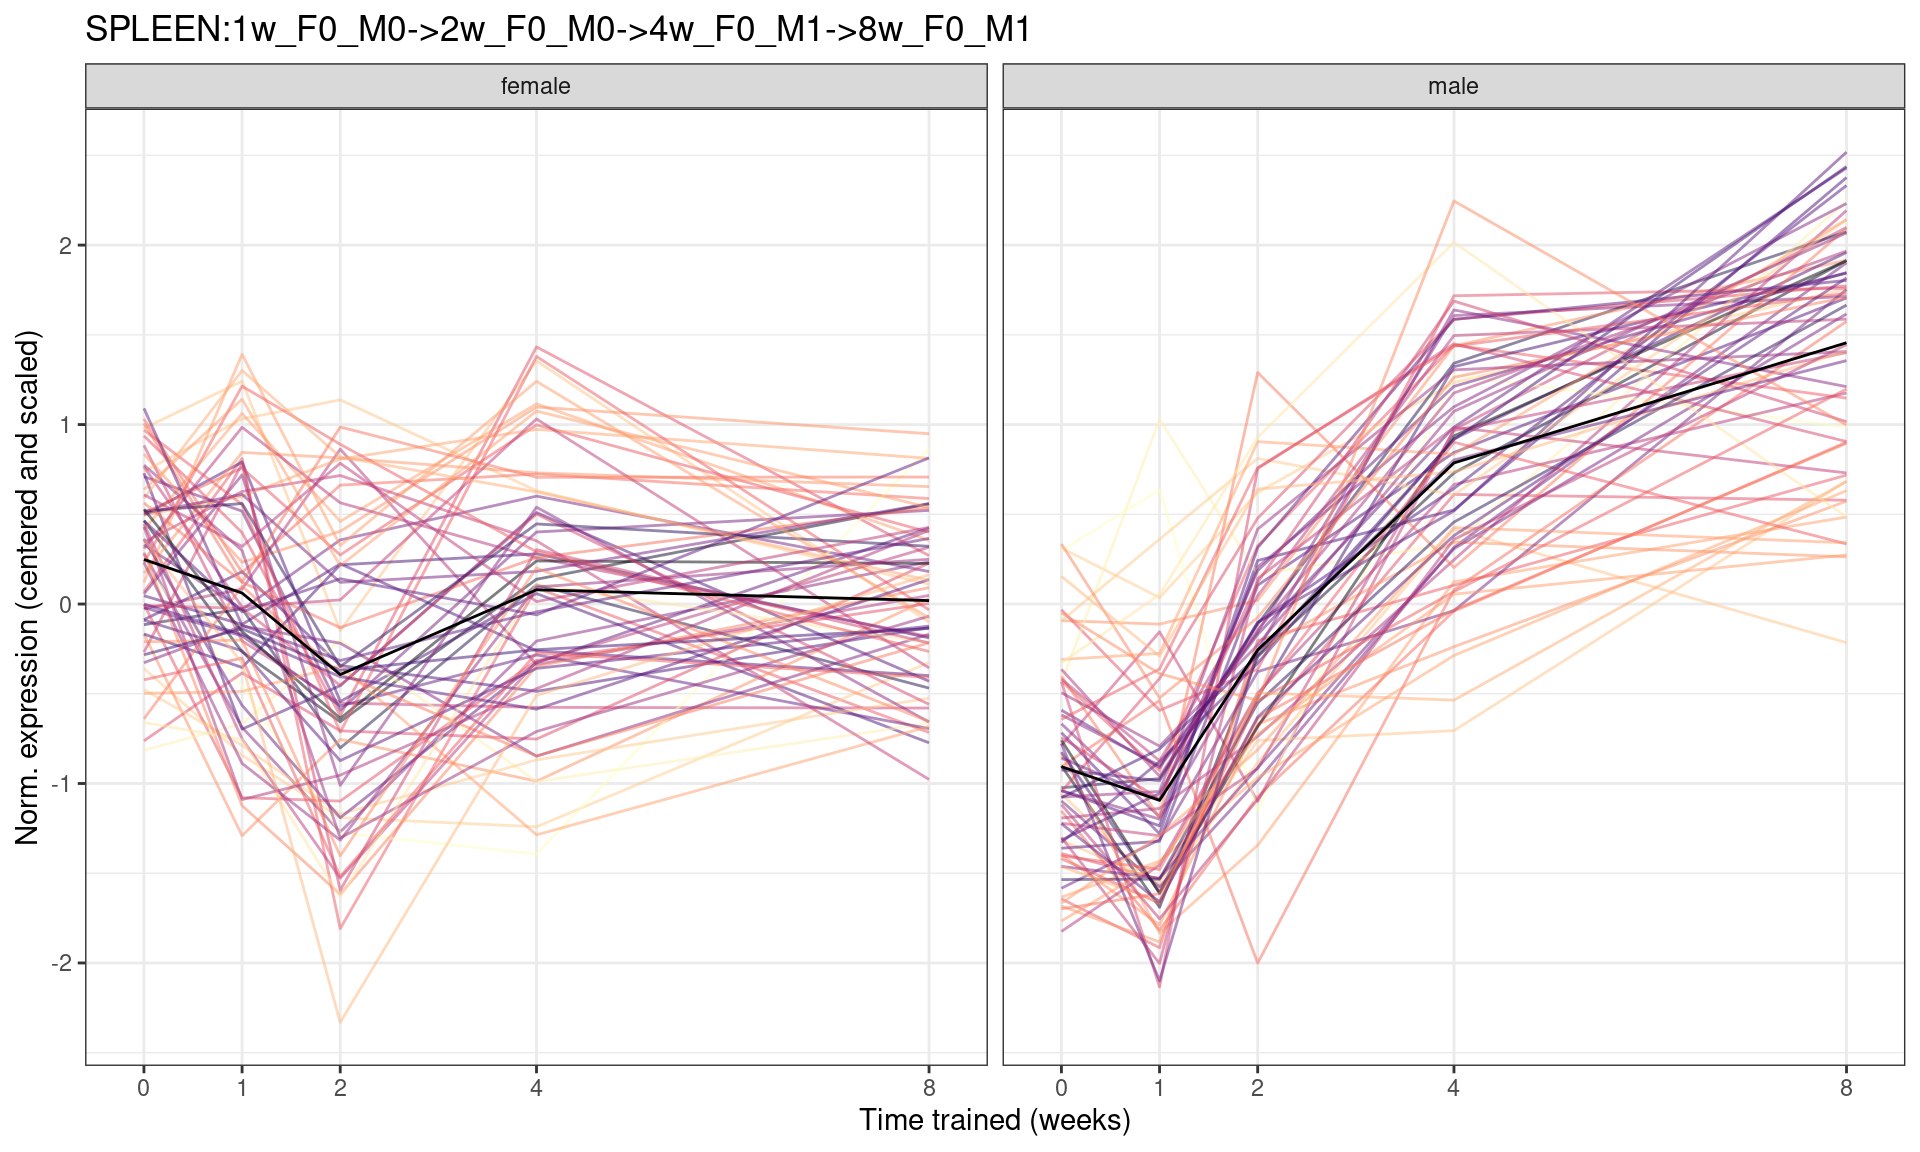 SPLEEN:1w_F0_M0->2w_F0_M0->4w_F0_M1->8w_F0_M1
female
male
Norm. expression (centered and scaled)
2
1
0
-1
-2
0 1 2 4 8
0 1 2 4 8
Time trained (weeks)